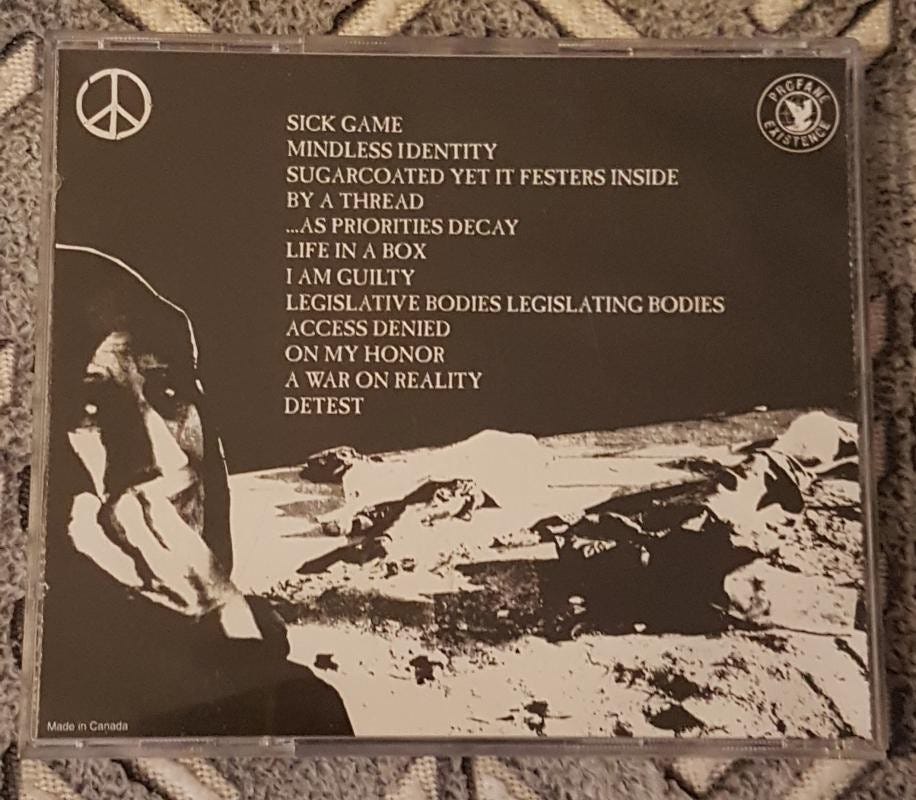 PROFANE
EXISTENCE
SICK GAME
MINDLESS IDENTITY
SUGARCOATED YET IT FESTERS INSIDE
BY A THREAD
...AS PRIORITIES DECAY
LIFE IN A BOX
I AM GUILTY
LEGISLATIVE BODIES LEGISLATING BODIES
ACCESS DENIED
ON MY HONOR
A WAR ON REALITY
DETEST
Made in Canada